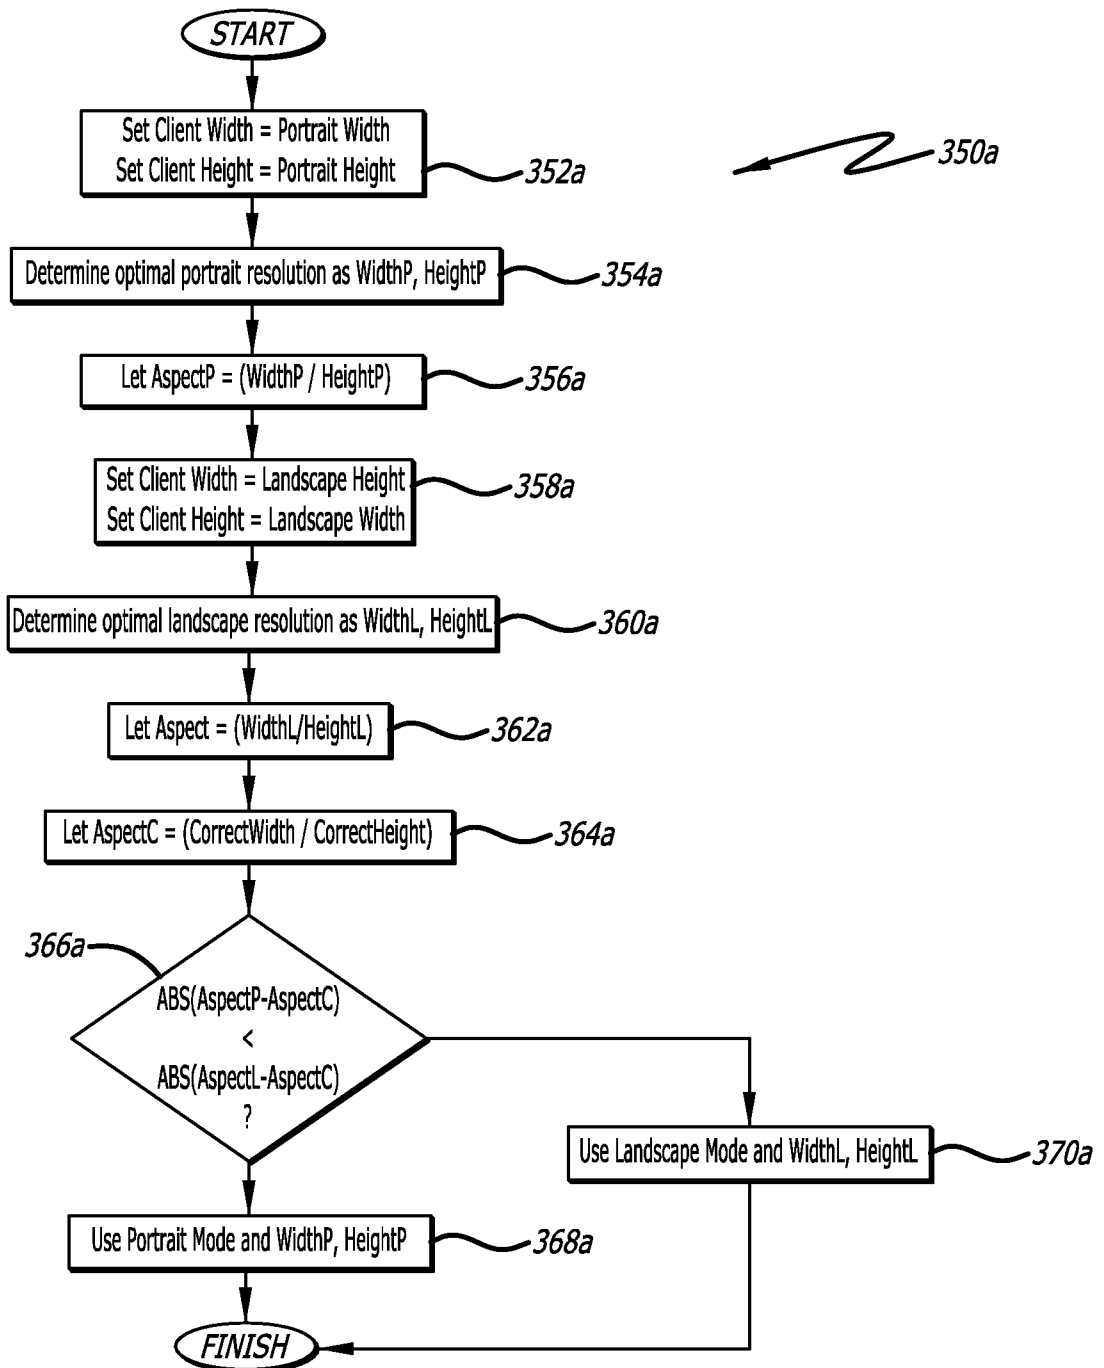 START
Set Client Width = Portrait Width
Set Client Height = Portrait Height
352a
350a
Determine optimal portrait resolution as WidthP, HeightP
354a
Let AspectP = (WidthP / HeightP)
356a
Set Client Width = Landscape Height
Set Client Height = Landscape Width
358a
Determine optimal landscape resolution as WidthL, HeightL
360a
Let Aspect = (WidthL/HeightL)
362a
Let AspectC = (CorrectWidth / CorrectHeight)
364a
366a
ABS(AspectP-AspectC)
<
ABS(AspectL-AspectC)
?
Use Landscape Mode and WidthL, HeightL
370a
Use Portrait Mode and WidthP, HeightP
368a
FINISH